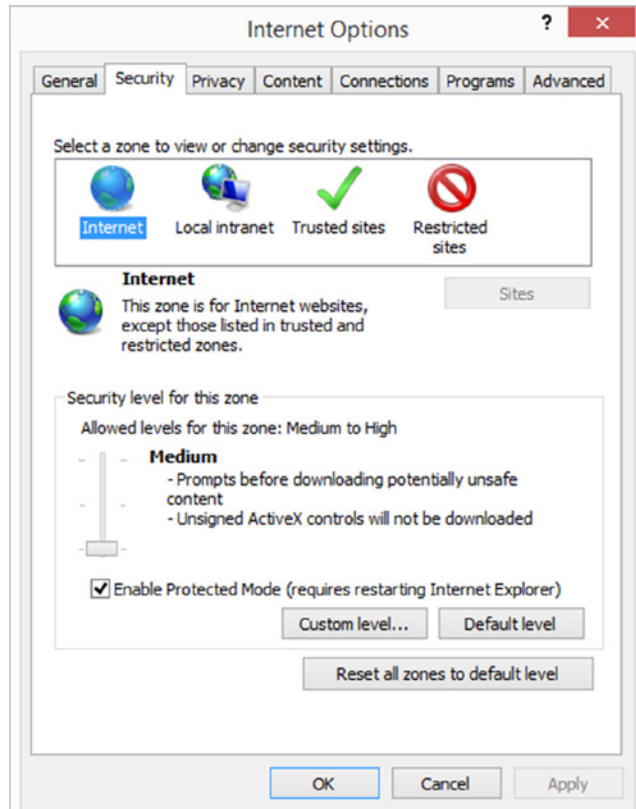 Internet Options
?
General Security Privacy Content Connections Programs Advanced
Select a zone to view or change security settings.
Internet Local intranet Trusted sites Restricted
sites
Internet
Sites
This zone is for Internet websites,
except those listed in trusted and
restricted zones.
Security level for this zone
Allowed levels for this zone: Medium to High
Medium
- Prompts before downloading potentially unsafe
content
- Unsigned ActiveX controls will not be downloaded
Enable Protected Mode (requires restarting Internet Explorer)
Custom level... Default level
Reset all zones to default level
OK Cancel Apply